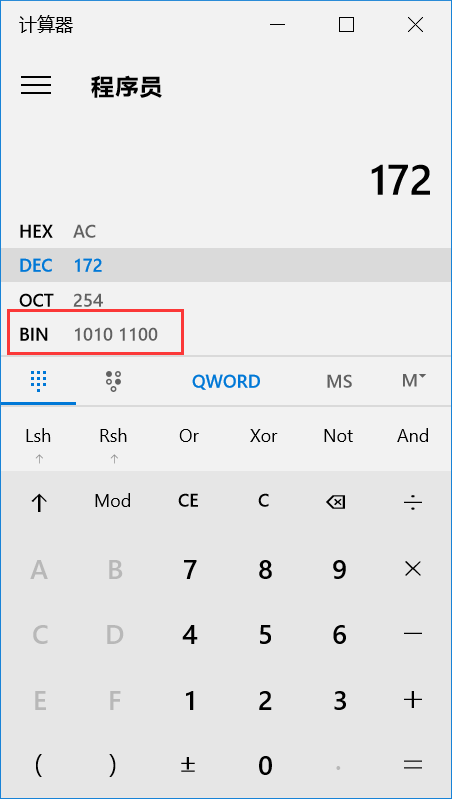 计算器
程序员
172
HEX AC
DEC 172
OCT 254
BIN 1010 1100
QWORD MS M
Lsh Rsh Or Xor Not And
↑ ↑
↑ Mod CE C ⌫ ÷
A B 7 8 9 ×
C D 4 5 6 −
E F 1 2 3 +
( ) ± 0 . =